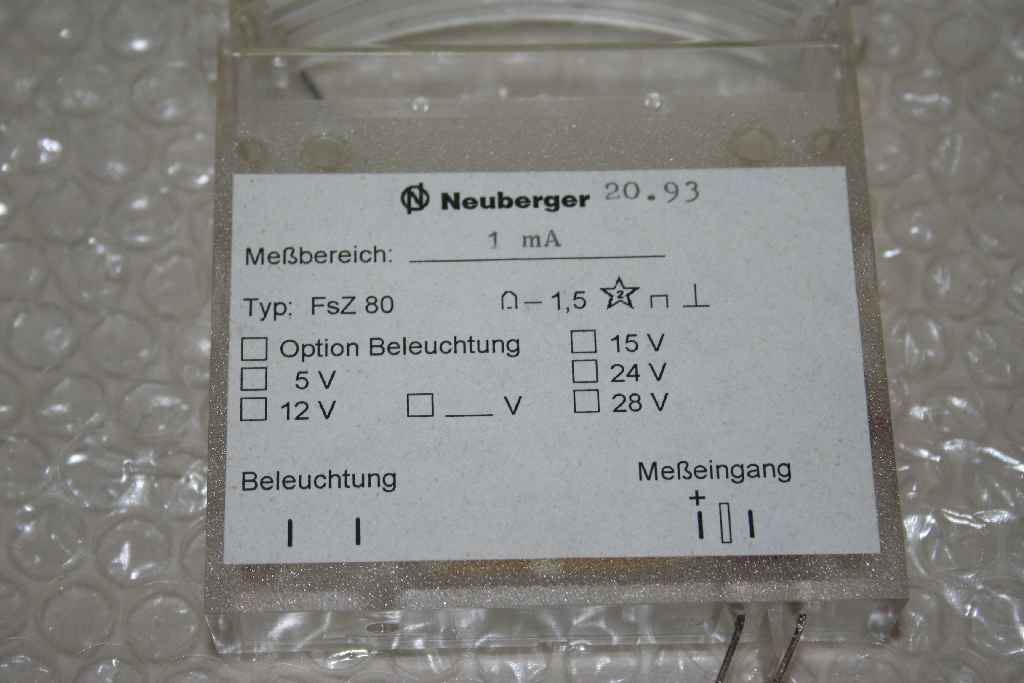 Neuberger 20.93
Meßbereich: 1 mA
Typ: FsZ 80 – 1,5 2
Option Beleuchtung 15 V
5 V 24 V
12 V ___ V 28 V
Beleuchtung Meßeingang
+